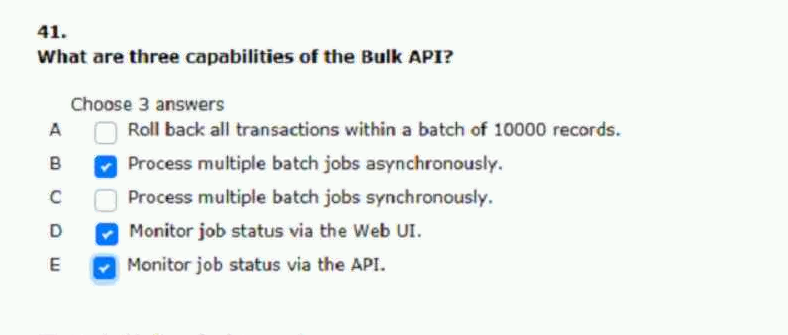 41.
What are three capabilities of the Bulk API?
Choose 3 answers
A Roll back all transactions within a batch of 10000 records.
B Process multiple batch jobs asynchronously.
C Process multiple batch jobs synchronously.
D Monitor job status via the Web UI.
E Monitor job status via the API.